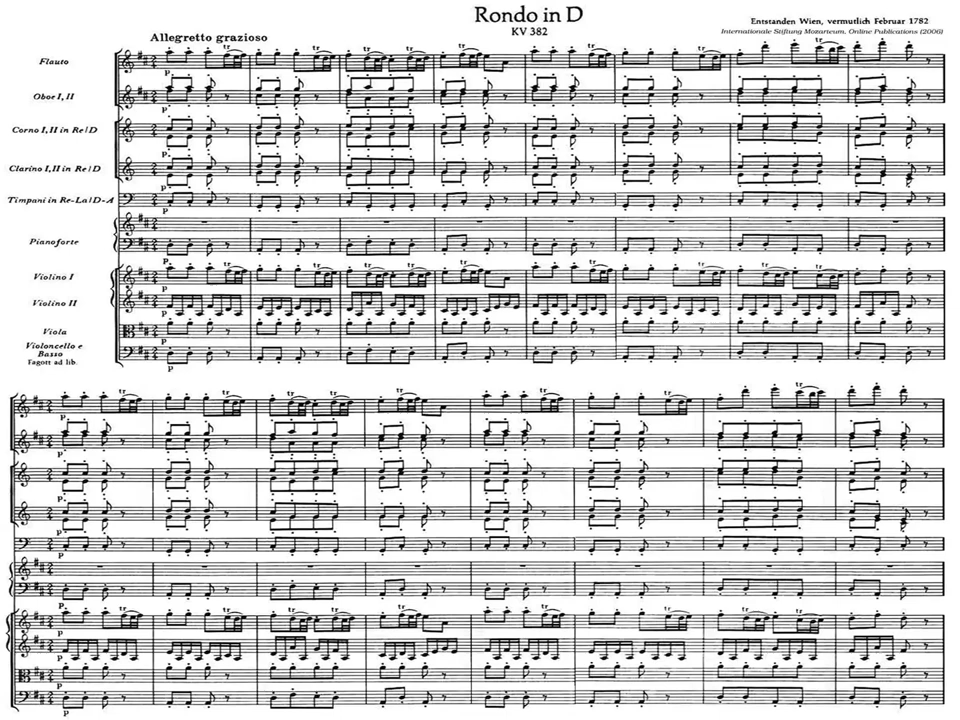 Rondo in D
KV 382
Entstanden Wien, vermutlich Februar 1782
Internationale Stiftung Mozarteum, Online Publications (2006)
Allegretto grazioso
Flauto
Oboe I, II
Corno I, II in Re/D
Clarino I, II in Re/D
Timpani in Re-La/D-A
Pianoforte
Violino I
Violino II
Viola
Violoncello e
Basso
Fagott ad lib.